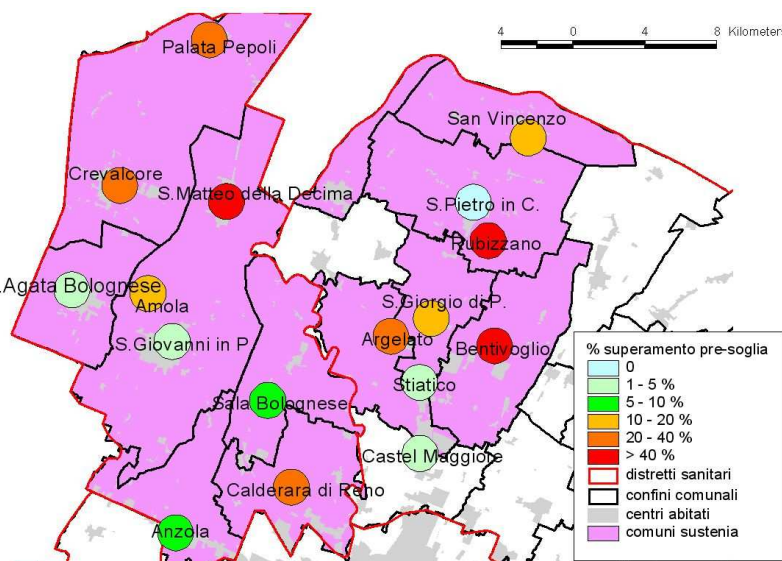 4 0 4 8 Kilometers
Palata Pepoli
San Vincenzo
Crevalcore
S.Matteo della Decima
S.Pietro in C.
Rubizzano
.Agata Bolognese
Amola
S.Giorgio di P.
S.Giovanni in P
Argelato
Bentivoglio
Stiatico
Sala Bolognese
Castel Maggiore
Calderara di Reno
Anzola
% superamento pre-soglia
0
1 - 5 %
5 - 10 %
10 - 20 %
20 - 40 %
> 40 %
distretti sanitari
confini comunali
centri abitati
comuni sustenia